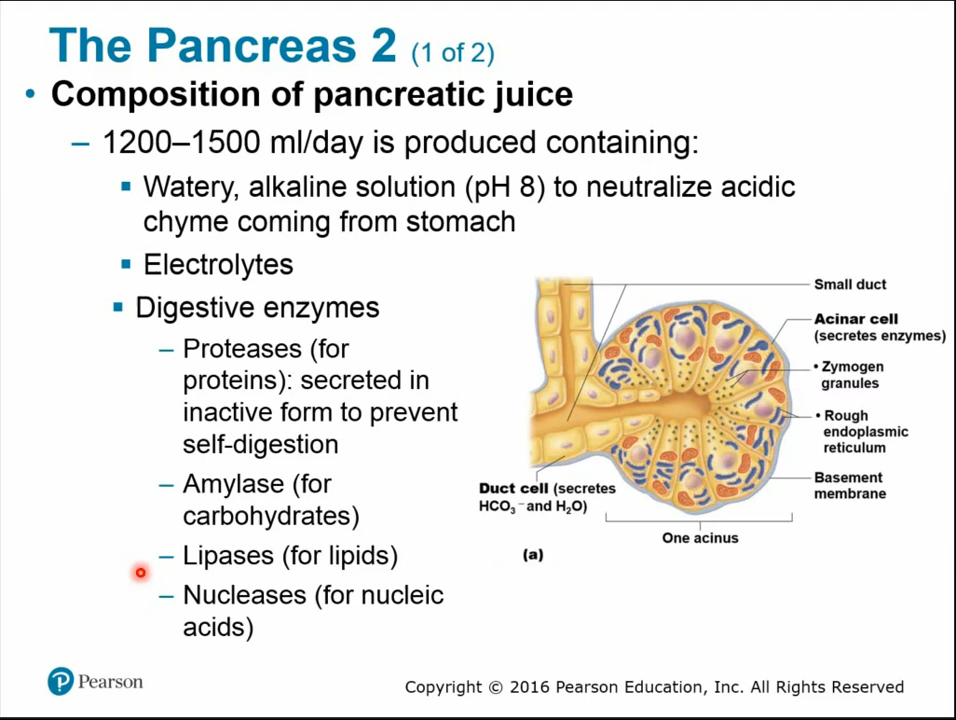 The Pancreas 2 (1 of 2)
• Composition of pancreatic juice
– 1200–1500 ml/day is produced containing:
▪ Watery, alkaline solution (pH 8) to neutralize acidic
chyme coming from stomach
▪ Electrolytes
▪ Digestive enzymes
– Proteases (for
proteins): secreted in
inactive form to prevent
self-digestion
– Amylase (for
carbohydrates)
– Lipases (for lipids)
– Nucleases (for nucleic
acids)
Small duct
Acinar cell
(secretes enzymes)
• Zymogen
granules
• Rough
endoplasmic
reticulum
Basement
membrane
Duct cell (secretes
HCO₃⁻ and H₂O)
One acinus
(a)
Pearson
Copyright © 2016 Pearson Education, Inc. All Rights Reserved